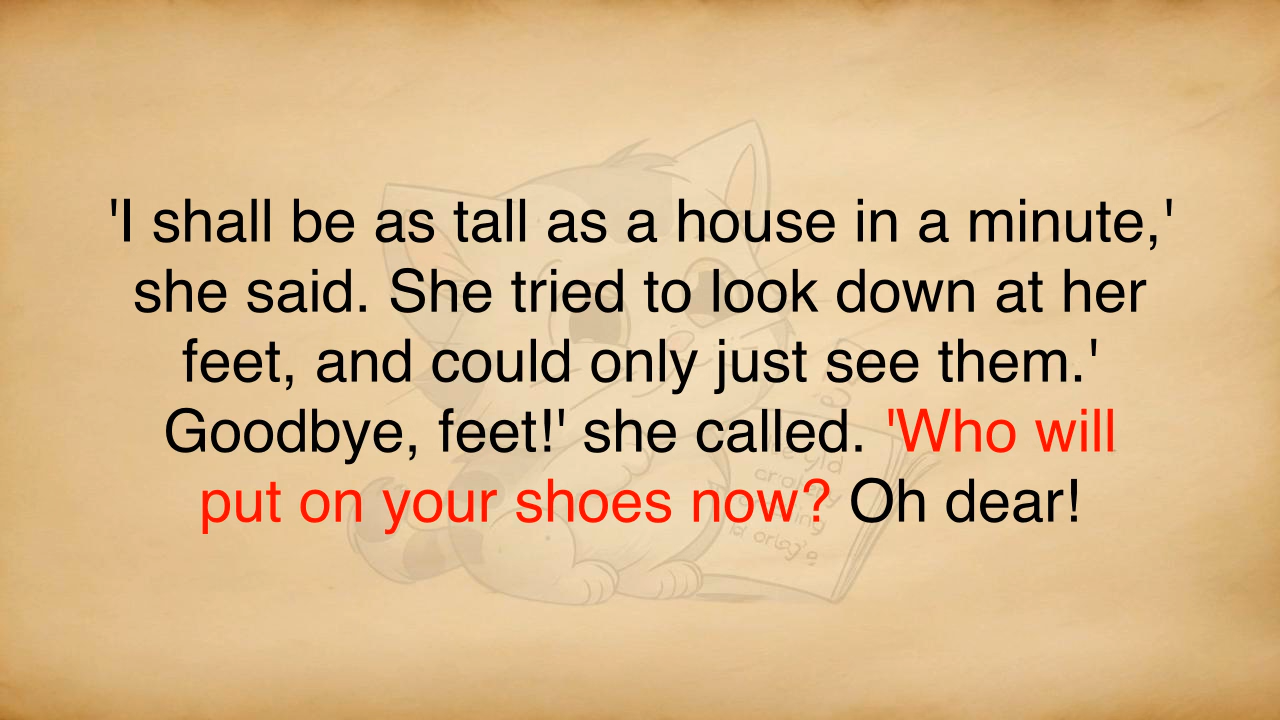 'I shall be as tall as a house in a minute,'
she said. She tried to look down at her
feet, and could only just see them.'
Goodbye, feet!' she called. 'Who will
put on your shoes now? Oh dear!